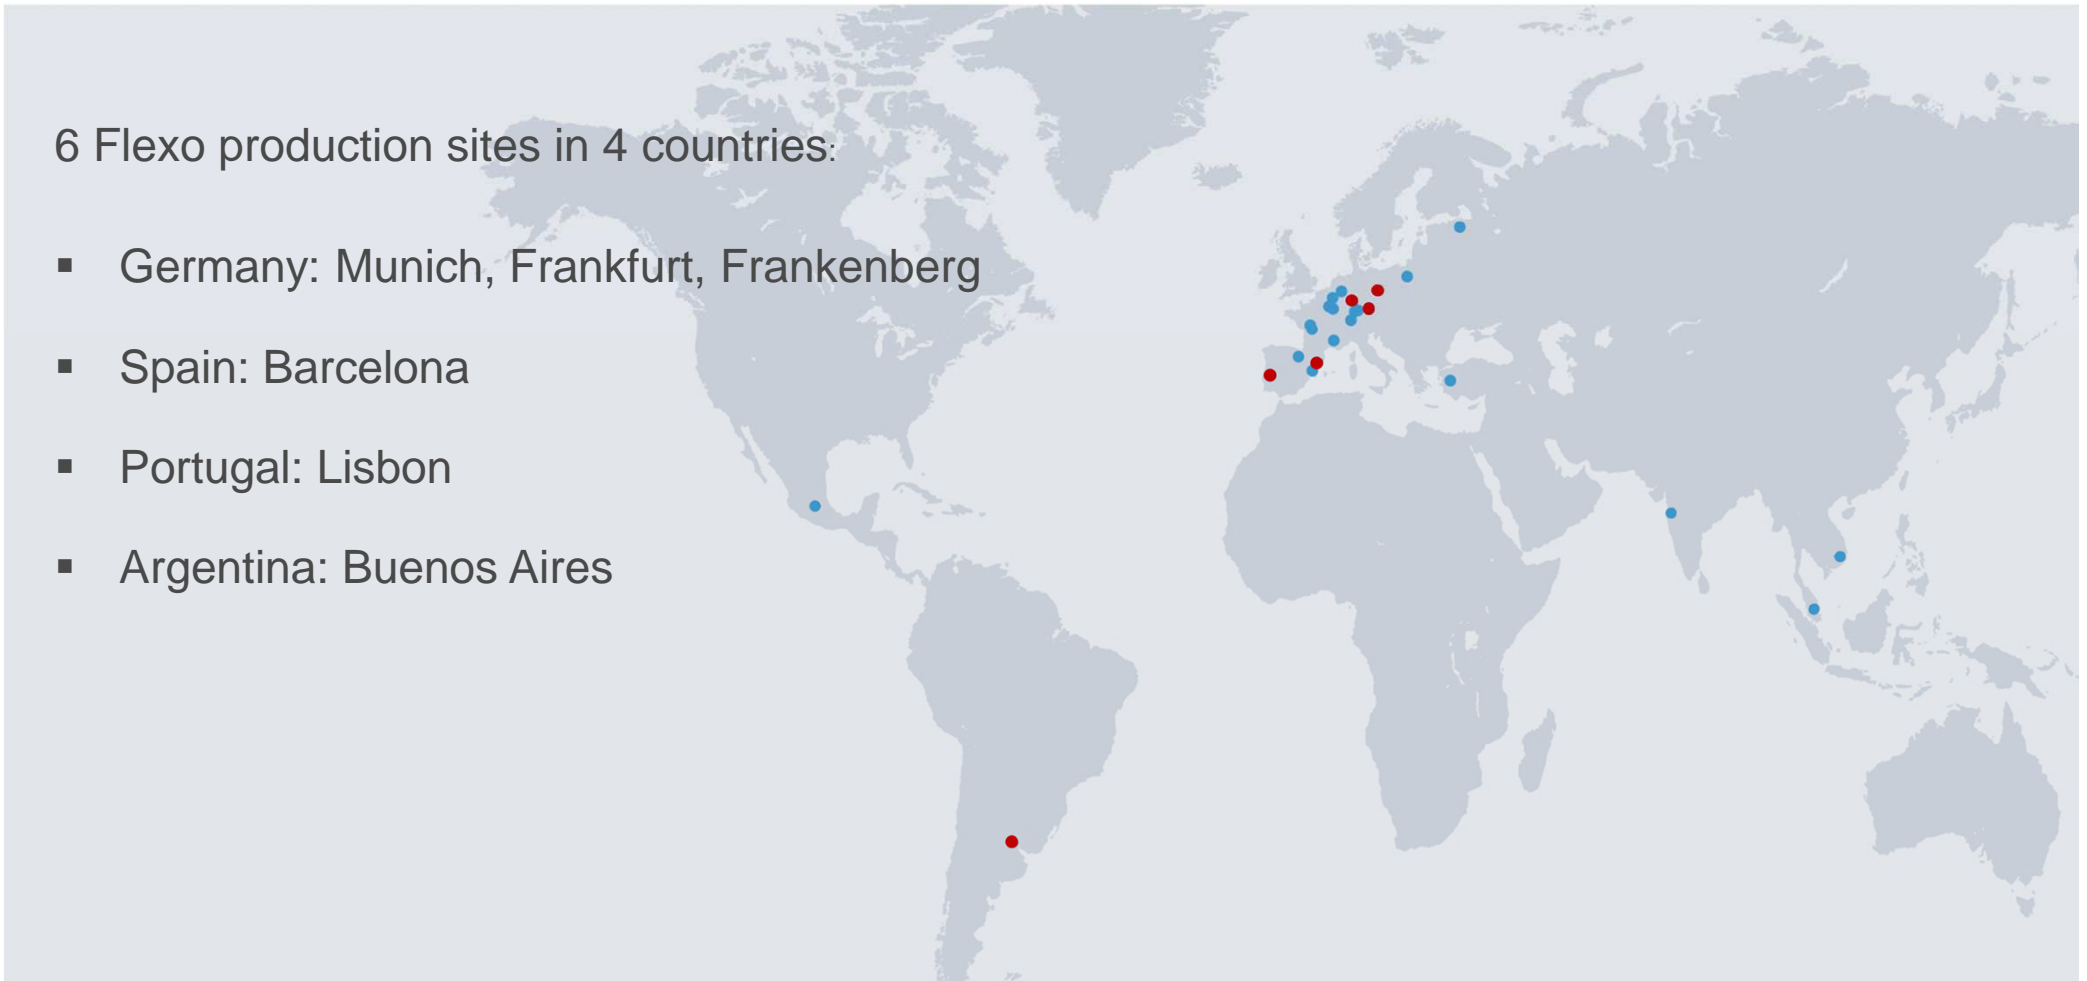 6 Flexo production sites in 4 countries:
▪ Germany: Munich, Frankfurt, Frankenberg
▪ Spain: Barcelona
▪ Portugal: Lisbon
▪ Argentina: Buenos Aires